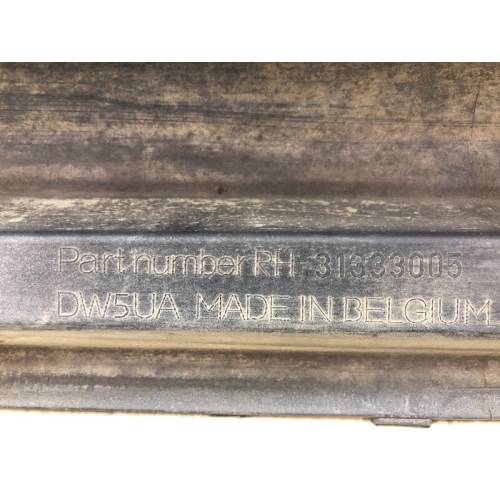 Part number RH-31333005
DW5UA MADE IN BELGIUM